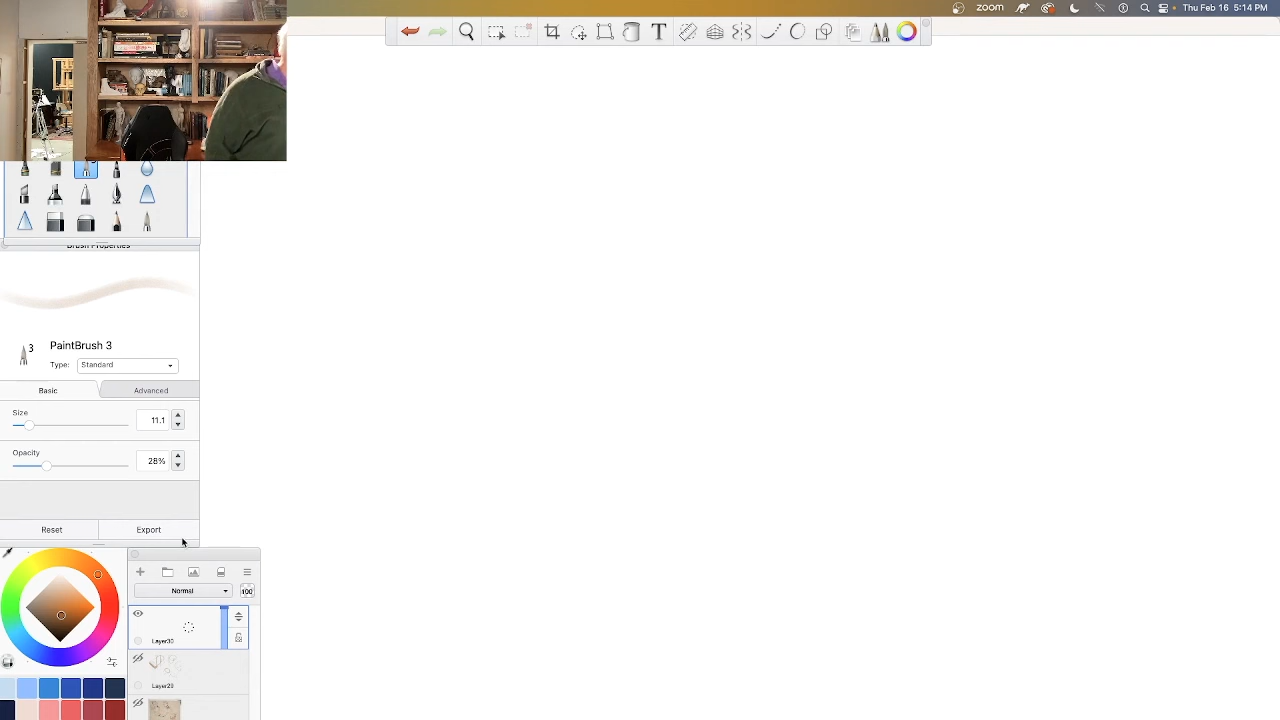 zoom Thu Feb 16 5:14 PM
T
Brush Properties
3
PaintBrush 3
Type: Standard
Basic Advanced
Size
11.1
Opacity
28%
Reset Export
Normal 100
Layer30
Layer29